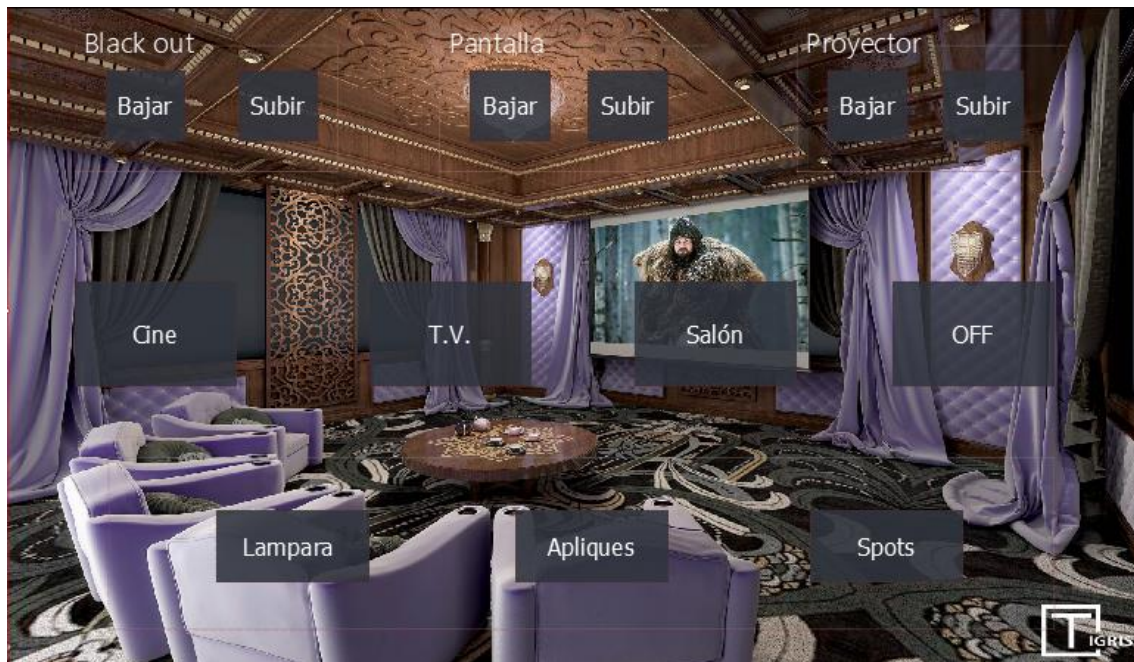 Black out
Pantalla
Proyector
Bajar
Subir
Bajar
Subir
Bajar
Subir
Cine
T.V.
Salón
OFF
Lampara
Apliques
Spots
TIGRIS